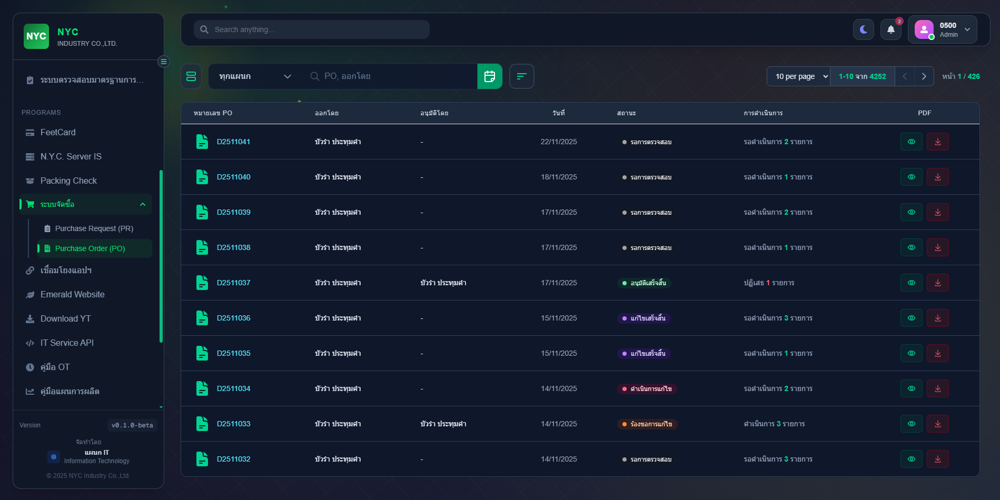 NYC
NYC
INDUSTRY CO.,LTD.
ระบบตรวจสอบมาตรฐานการ...
PROGRAMS
FeetCard
N.Y.C. Server IS
Packing Check
ระบบจัดซื้อ
Purchase Request (PR)
Purchase Order (PO)
เชื่อมโยงแอปฯ
Emerald Website
Download YT
IT Service API
คู่มือ OT
คู่มือแผนการผลิต
Version v0.1.0-beta
จัดทำโดย
แผนก IT
Information Technology
© 2025 NYC Industry Co.,Ltd.
Search anything...
2
0500
Admin
ทุกแผนก PO, ออกโดย 10 per page 1-10 จาก 4252 หน้า 1 / 426
หมายเลข PO ออกโดย อนุมัติโดย วันที่ สถานะ การดำเนินการ PDF
D2511041 บัวรำ ประทุมคำ - 22/11/2025 รอการตรวจสอบ รอดำเนินการ 2 รายการ
D2511040 บัวรำ ประทุมคำ - 18/11/2025 รอการตรวจสอบ รอดำเนินการ 1 รายการ
D2511039 บัวรำ ประทุมคำ - 17/11/2025 รอการตรวจสอบ รอดำเนินการ 2 รายการ
D2511038 บัวรำ ประทุมคำ - 17/11/2025 รอการตรวจสอบ รอดำเนินการ 1 รายการ
D2511037 บัวรำ ประทุมคำ บัวรำ ประทุมคำ 17/11/2025 อนุมัติเสร็จสิ้น ปฏิเสธ 1 รายการ
D2511036 บัวรำ ประทุมคำ - 15/11/2025 แก้ไขเสร็จสิ้น รอดำเนินการ 3 รายการ
D2511035 บัวรำ ประทุมคำ - 15/11/2025 แก้ไขเสร็จสิ้น รอดำเนินการ 1 รายการ
D2511034 บัวรำ ประทุมคำ - 14/11/2025 ดำเนินการแก้ไข รอดำเนินการ 2 รายการ
D2511033 บัวรำ ประทุมคำ บัวรำ ประทุมคำ 14/11/2025 ร้องขอการแก้ไข ดำเนินการ 3 รายการ
D2511032 บัวรำ ประทุมคำ - 14/11/2025 รอการตรวจสอบ รอดำเนินการ 3 รายการ